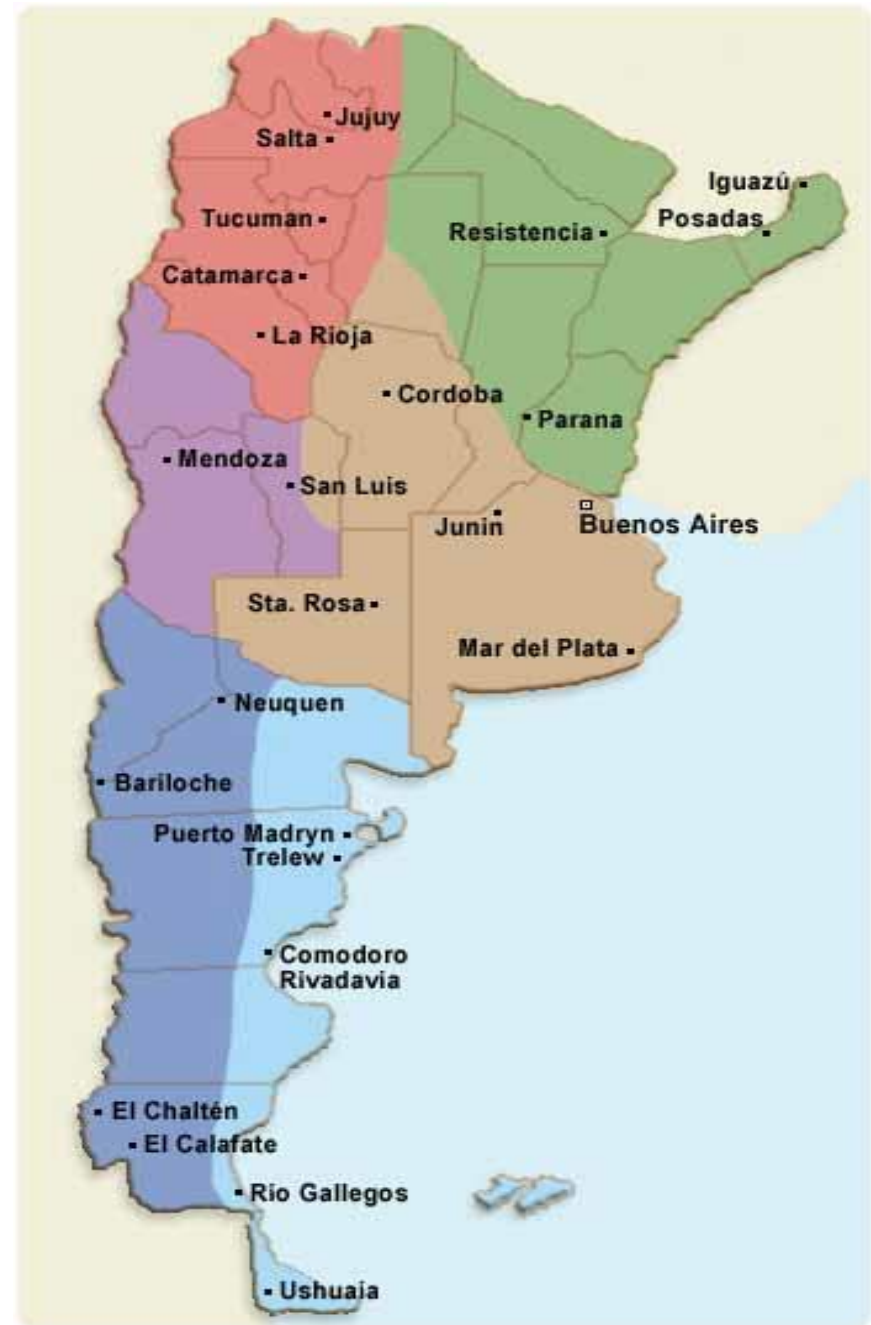 Jujuy
Salta
Iguazú
Posadas
Tucuman
Resistencia
Catamarca
La Rioja
Cordoba
Parana
Mendoza
San Luis
Junin
Buenos Aires
Sta. Rosa
Mar del Plata
Neuquen
Bariloche
Puerto Madryn
Trelew
Comodoro
Rivadavia
El Chaltén
El Calafate
Río Gallegos
Ushuaia